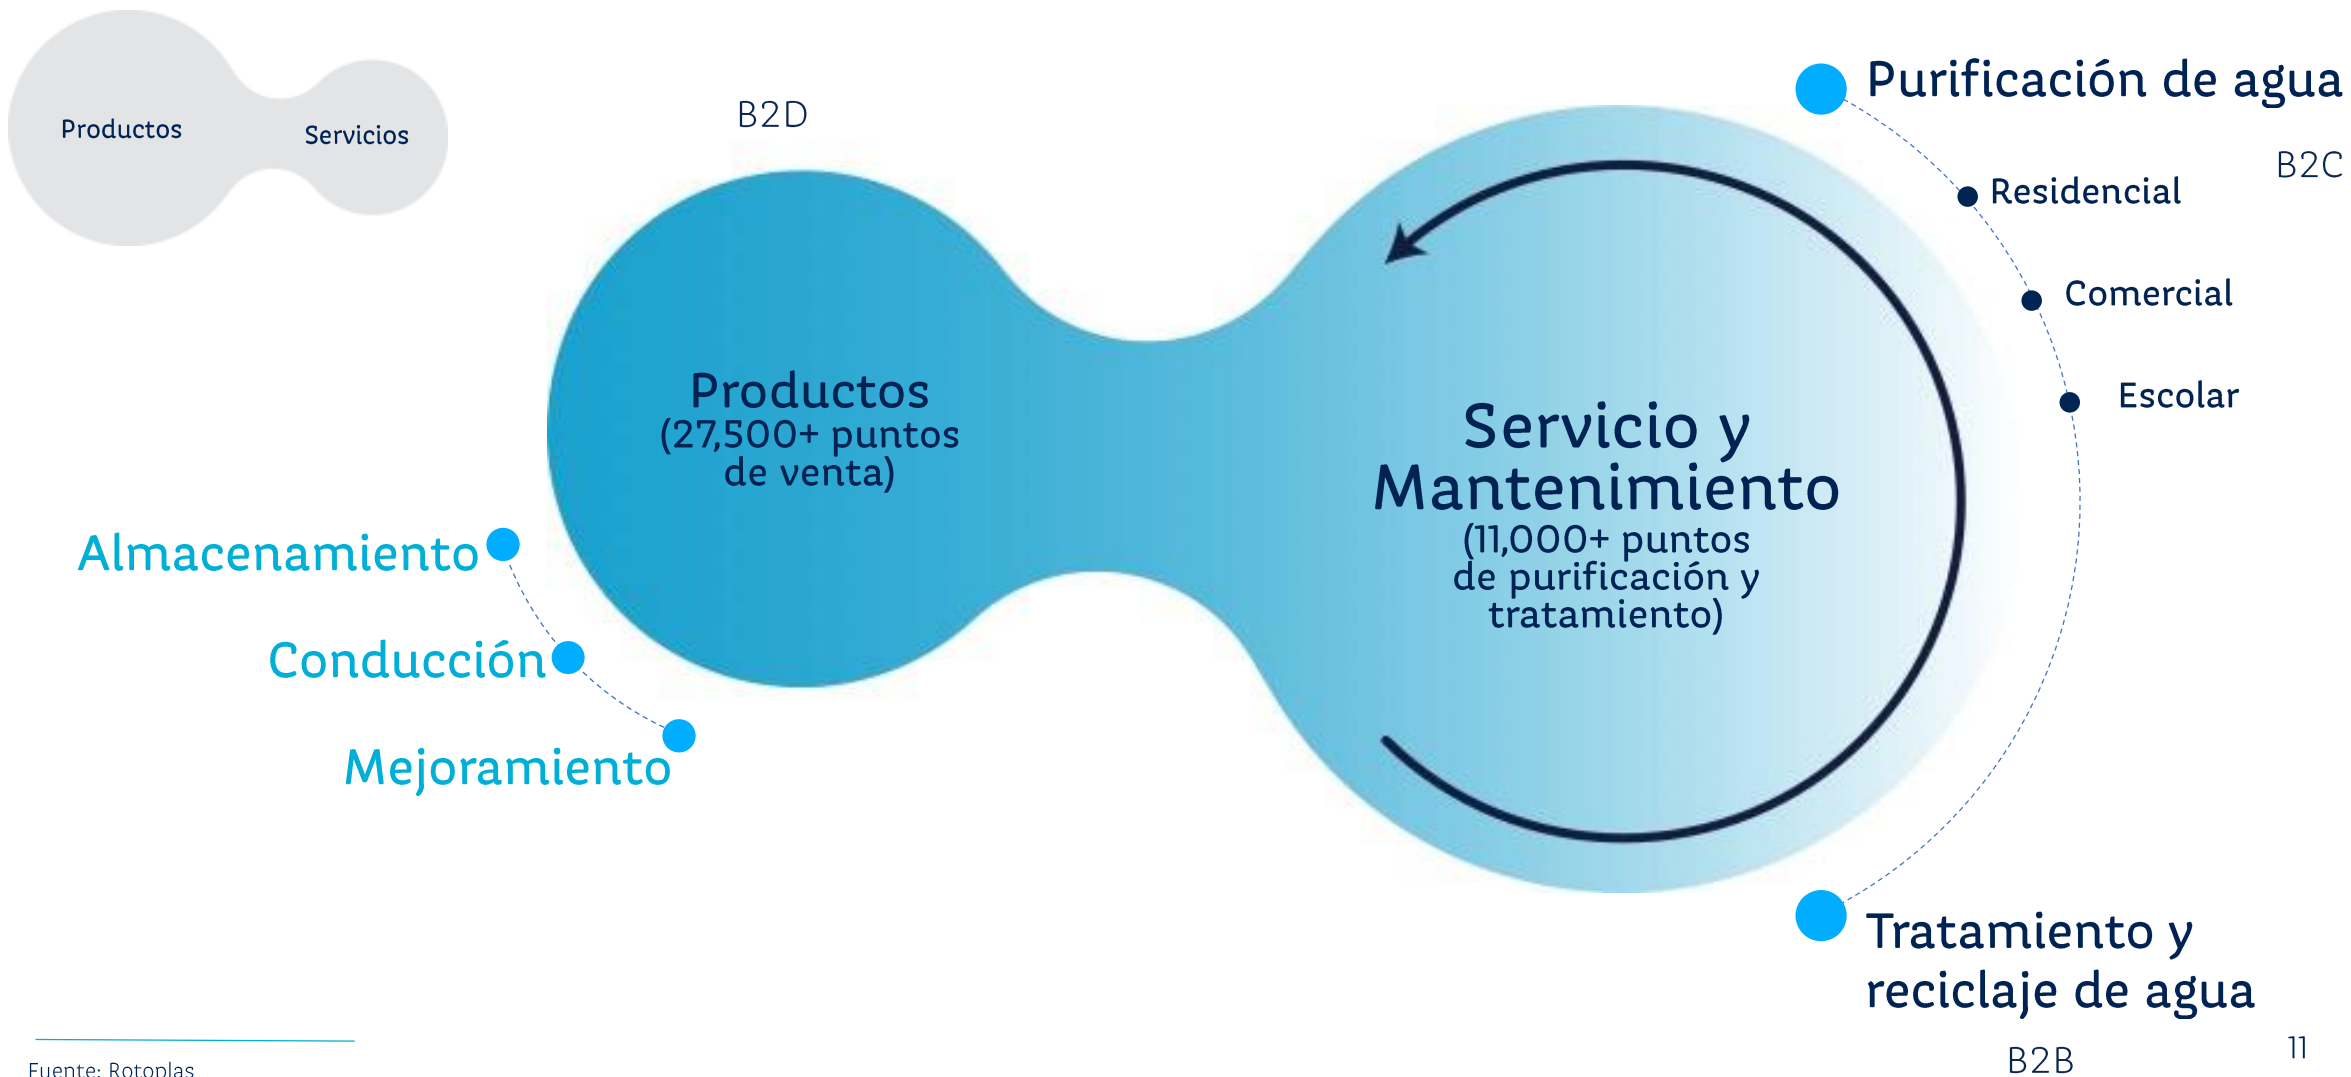 Productos
Servicios
B2D
Productos
(27,500+ puntos
de venta)
Almacenamiento
Conducción
Mejoramiento
Servicio y
Mantenimiento
(11,000+ puntos
de purificación y
tratamiento)
Purificación de agua
B2C
Residencial
Comercial
Escolar
Tratamiento y
reciclaje de agua
B2B
Fuente: Rotoplas
11